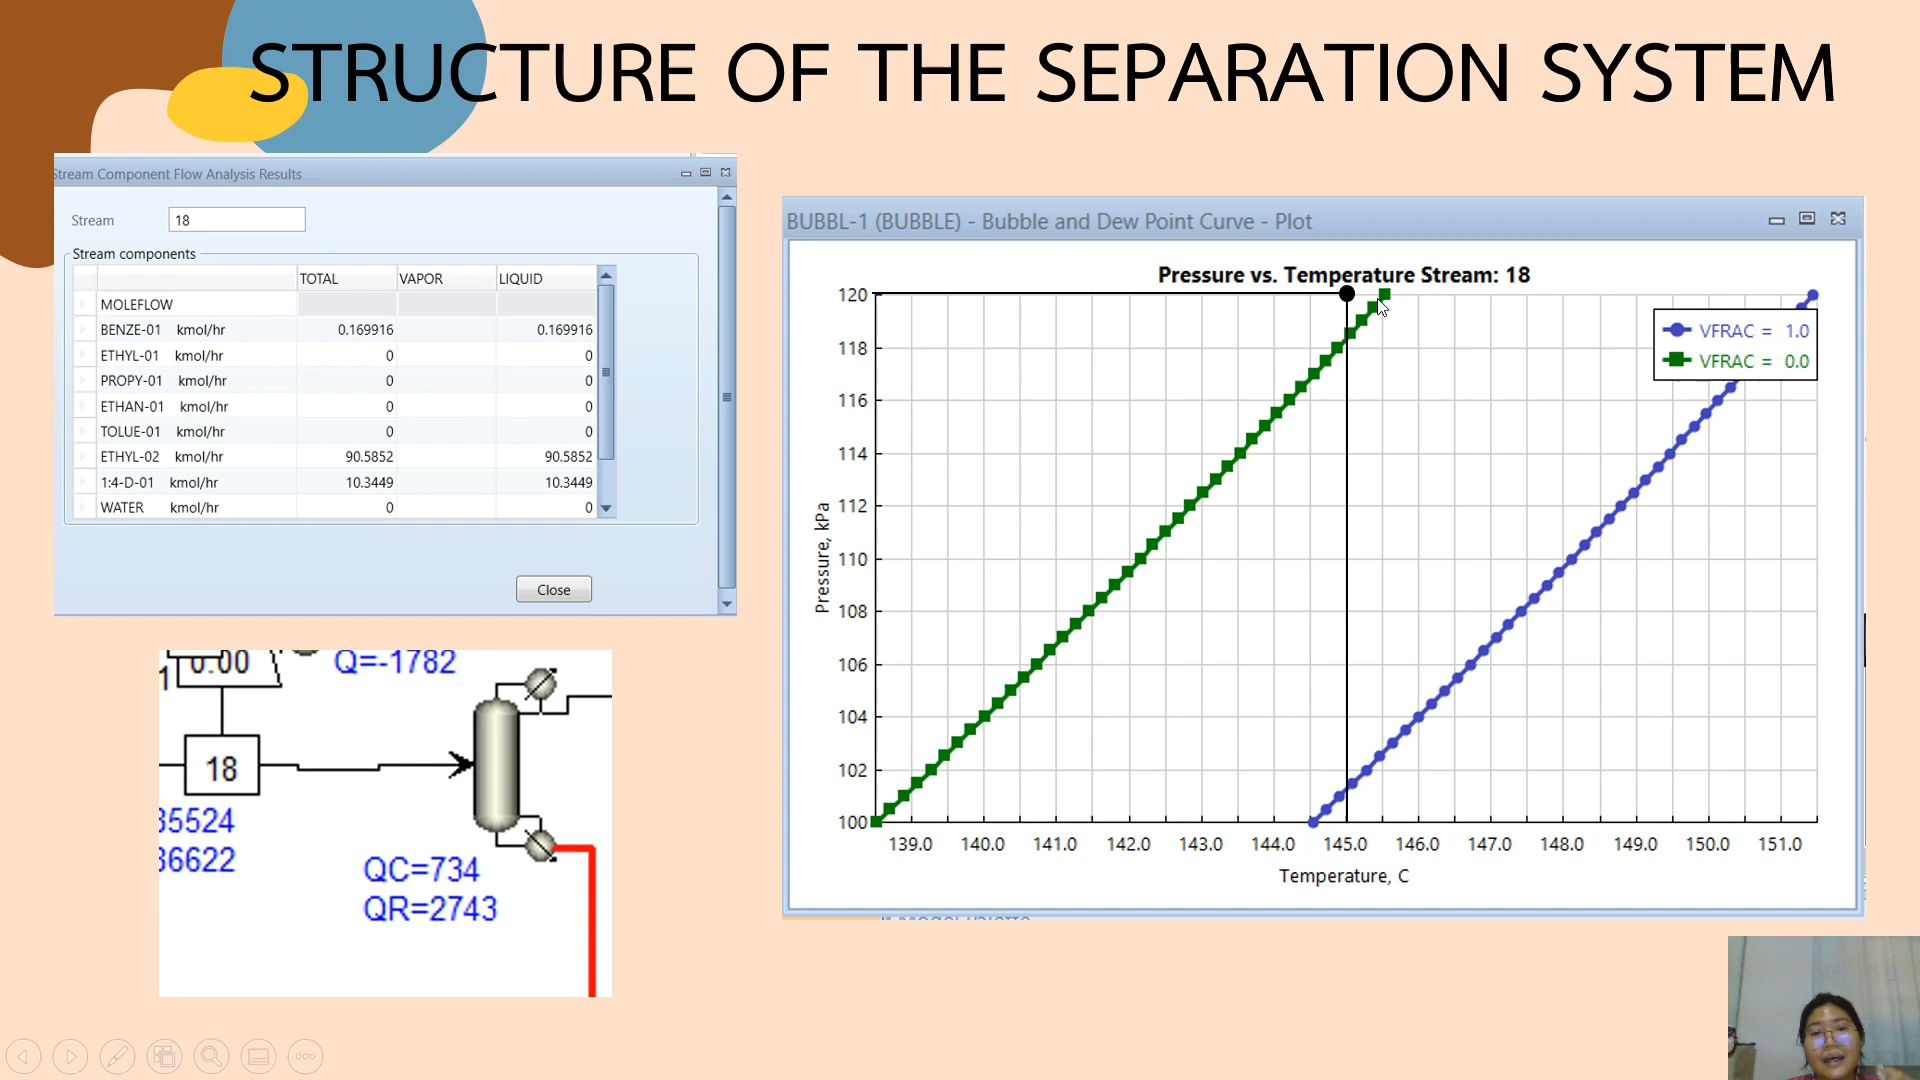 STRUCTURE OF THE SEPARATION SYSTEM
Stream Component Flow Analysis Results
Stream 18
Stream components
TOTAL VAPOR LIQUID
MOLEFLOW
BENZE-01 kmol/hr 0.169916 0.169916
ETHYL-01 kmol/hr 0 0
PROPY-01 kmol/hr 0 0
ETHAN-01 kmol/hr 0 0
TOLUE-01 kmol/hr 0 0
ETHYL-02 kmol/hr 90.5852 90.5852
1:4-D-01 kmol/hr 10.3449 10.3449
WATER kmol/hr 0 0
Close
BUBBL-1 (BUBBLE) - Bubble and Dew Point Curve - Plot
Pressure vs. Temperature Stream: 18
VFRAC = 1.0
VFRAC = 0.0
Pressure, kPa
120
118
116
114
112
110
108
106
104
102
100
139.0 140.0 141.0 142.0 143.0 144.0 145.0 146.0 147.0 148.0 149.0 150.0 151.0
Temperature, C
0.00
Q=-1782
18
35524
36622
QC=734
QR=2743